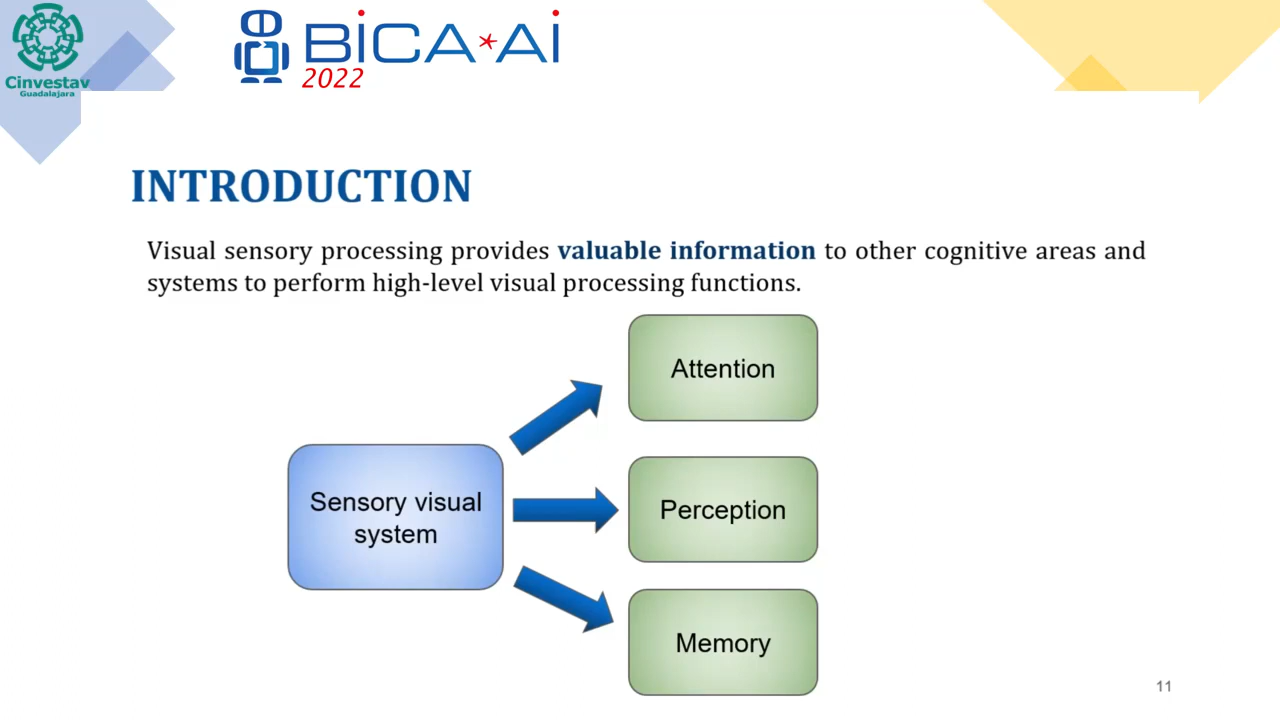 Cinvestav
Guadalajara
BiCA*Ai
2022
INTRODUCTION
Visual sensory processing provides valuable information to other cognitive areas and
systems to perform high-level visual processing functions.
Attention
Sensory visual
system
Perception
Memory
11